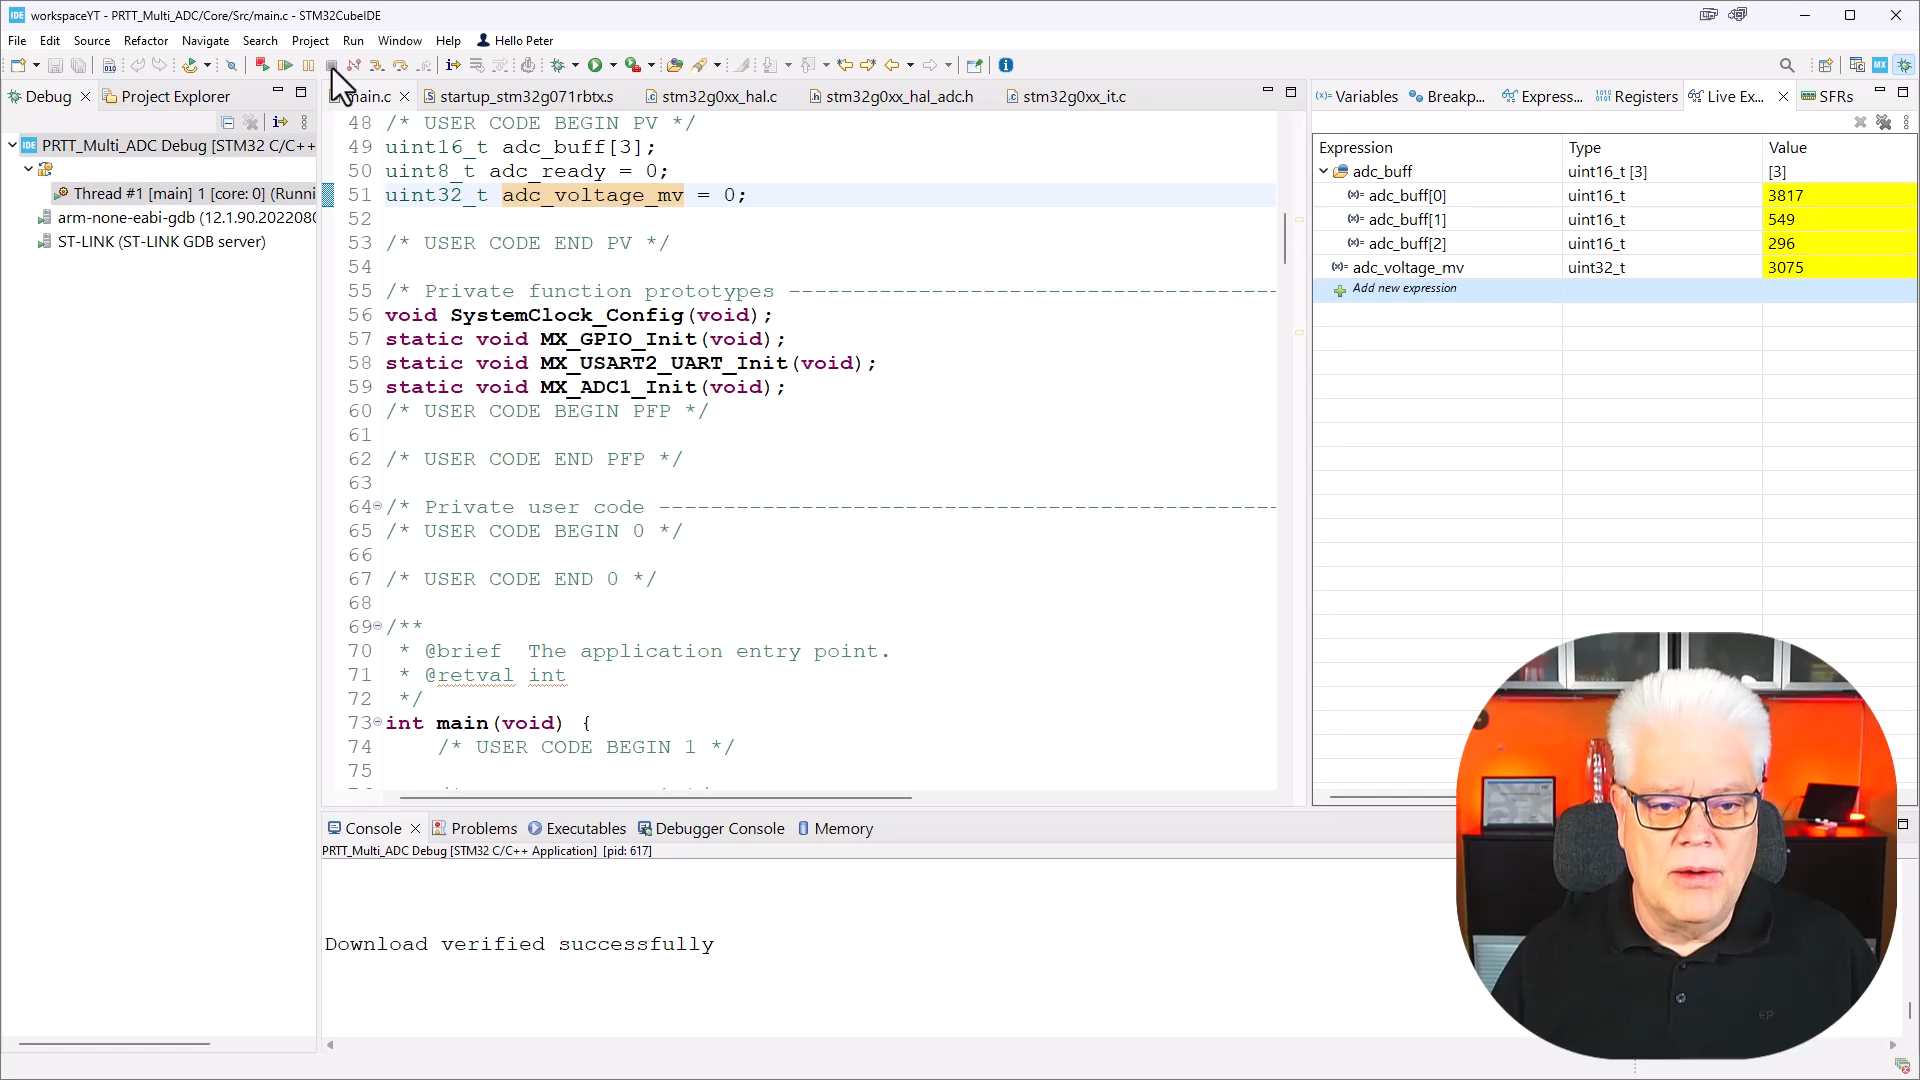 workspaceYT - PRTT_Multi_ADC/Core/Src/main.c - STM32CubeIDE
File Edit Source Refactor Navigate Search Project Run Window Help Hello Peter
Debug Project Explorer
PRTT_Multi_ADC Debug [STM32 C/C++
Thread #1 [main] 1 [core: 0] (Runni
arm-none-eabi-gdb (12.1.90.2022080
ST-LINK (ST-LINK GDB server)
main.c startup_stm32g071rbtx.s stm32g0xx_hal.c stm32g0xx_hal_adc.h stm32g0xx_it.c
48 /* USER CODE BEGIN PV */
49 uint16_t adc_buff[3];
50 uint8_t adc_ready = 0;
51 uint32_t adc_voltage_mv = 0;
52
53 /* USER CODE END PV */
54
55 /* Private function prototypes --------------------------------------
56 void SystemClock_Config(void);
57 static void MX_GPIO_Init(void);
58 static void MX_USART2_UART_Init(void);
59 static void MX_ADC1_Init(void);
60 /* USER CODE BEGIN PFP */
61
62 /* USER CODE END PFP */
63
64 /* Private user code ------------------------------------------------
65 /* USER CODE BEGIN 0 */
66
67 /* USER CODE END 0 */
68
69 /**
70 * @brief The application entry point.
71 * @retval int
72 */
73 int main(void) {
74 /* USER CODE BEGIN 1 */
75
(x)= Variables Breakp... Express... Registers Live Ex... SFRs
Expression Type Value
adc_buff uint16_t [3] [3]
adc_buff[0] uint16_t 3817
adc_buff[1] uint16_t 549
adc_buff[2] uint16_t 296
adc_voltage_mv uint32_t 3075
Add new expression
Console Problems Executables Debugger Console Memory
PRTT_Multi_ADC Debug [STM32 C/C++ Application] [pid: 617]
Download verified successfully